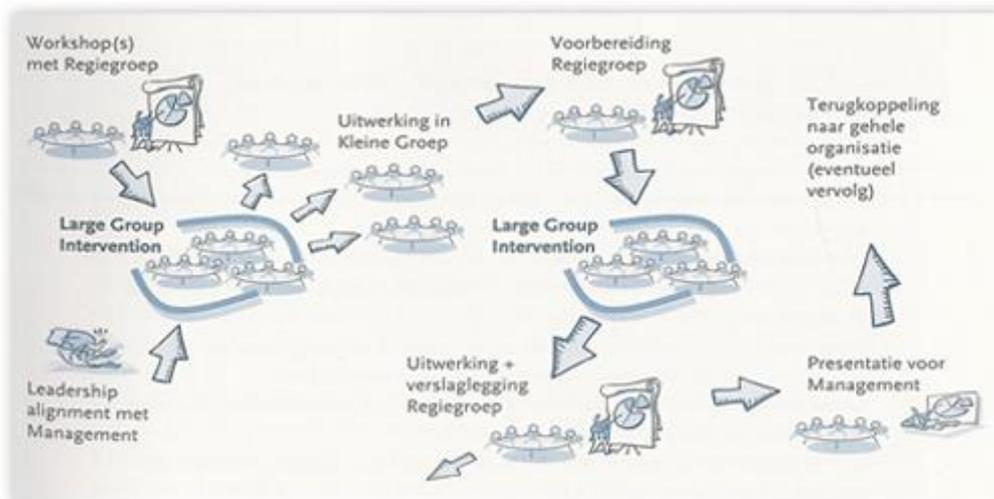 Workshop(s)
met Regiegroep
Uitwerking in
Kleine Groep
Large Group
Intervention
Leadership
alignment met
Management
Voorbereiding
Regiegroep
Large Group
Intervention
Uitwerking +
verslaglegging
Regiegroep
Presentatie voor
Management
Terugkoppeling
naar gehele
organisatie
(eventueel
vervolg)